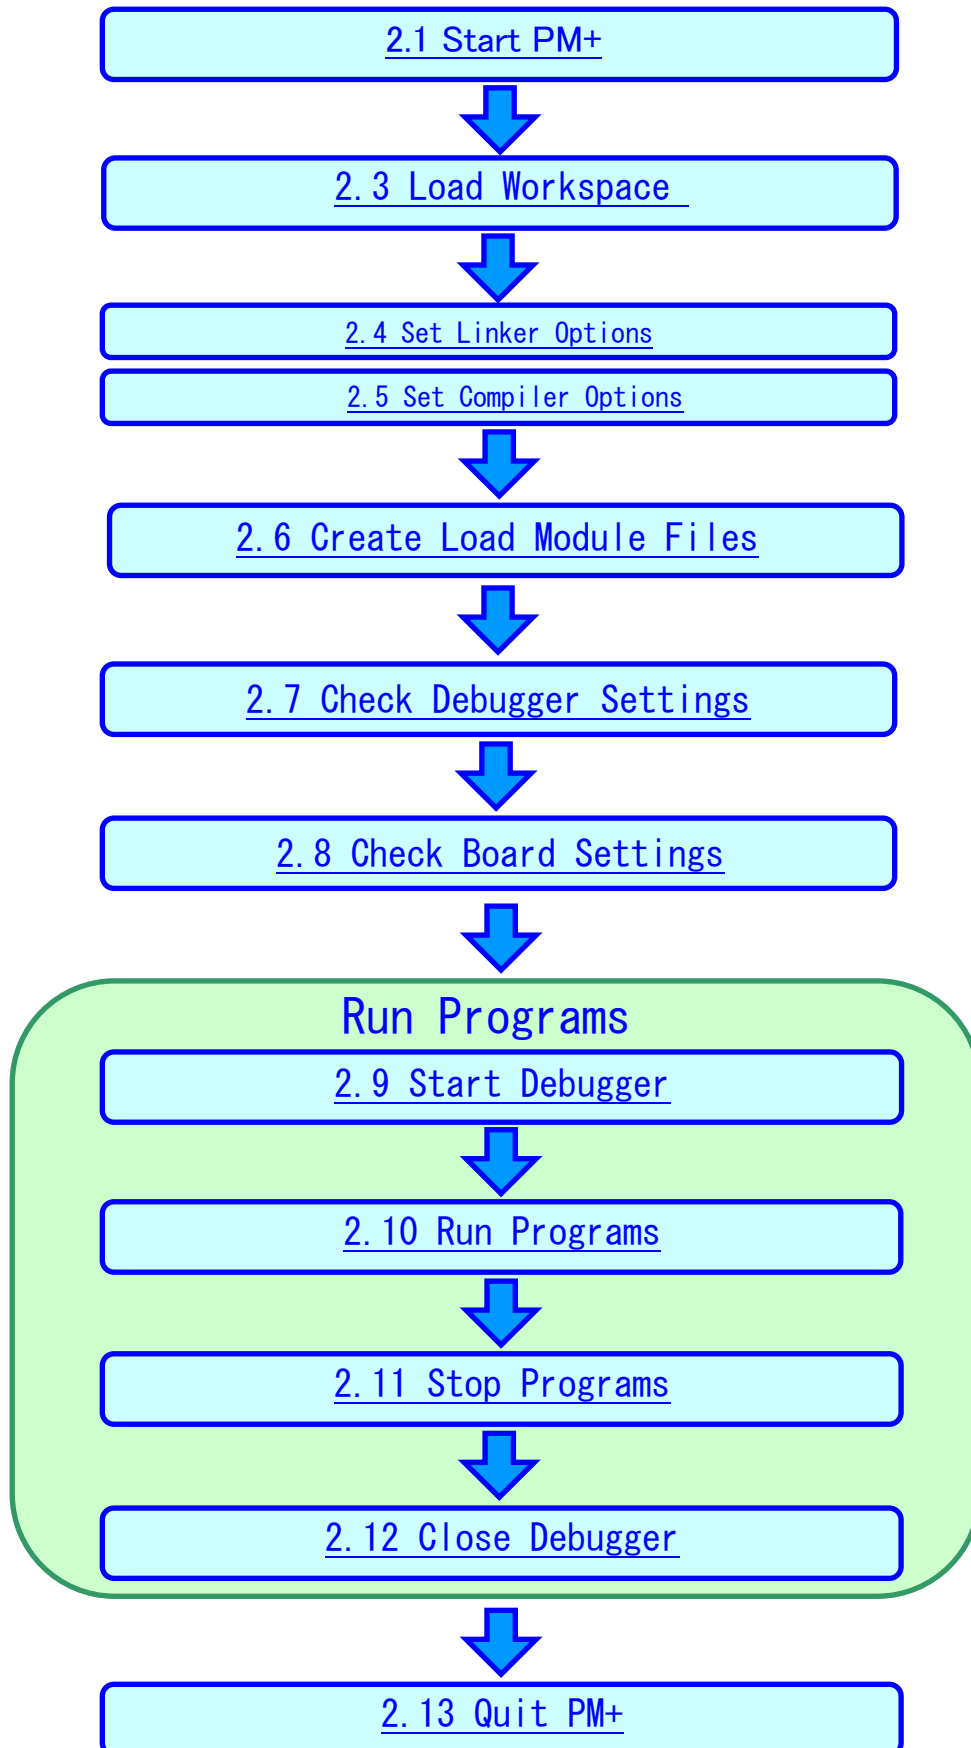 2.1 Start PM+
2.3 Load Workspace
2.4 Set Linker Options
2.5 Set Compiler Options
2.6 Create Load Module Files
2.7 Check Debugger Settings
2.8 Check Board Settings
Run Programs
2.9 Start Debugger
2.10 Run Programs
2.11 Stop Programs
2.12 Close Debugger
2.13 Quit PM+